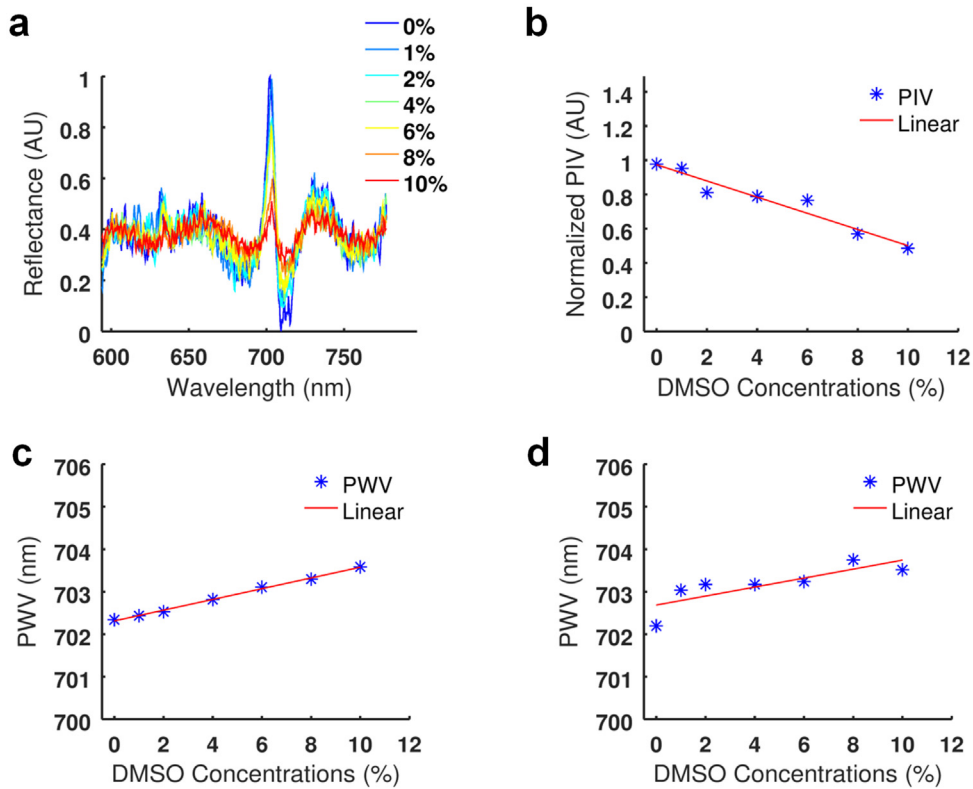 a
0%
1%
2%
4%
6%
8%
10%
1
0.8
0.6
0.4
0.2
0
600 650 700 750
Reflectance (AU)
Wavelength (nm)
b
PIV
Linear
1.4
1.2
1
0.8
0.6
0.4
0.2
0
0 2 4 6 8 10 12
Normalized PIV (AU)
DMSO Concentrations (%)
c
PWV
Linear
706
705
704
703
702
701
700
0 2 4 6 8 10 12
PWV (nm)
DMSO Concentrations (%)
d
PWV
Linear
706
705
704
703
702
701
700
0 2 4 6 8 10 12
PWV (nm)
DMSO Concentrations (%)